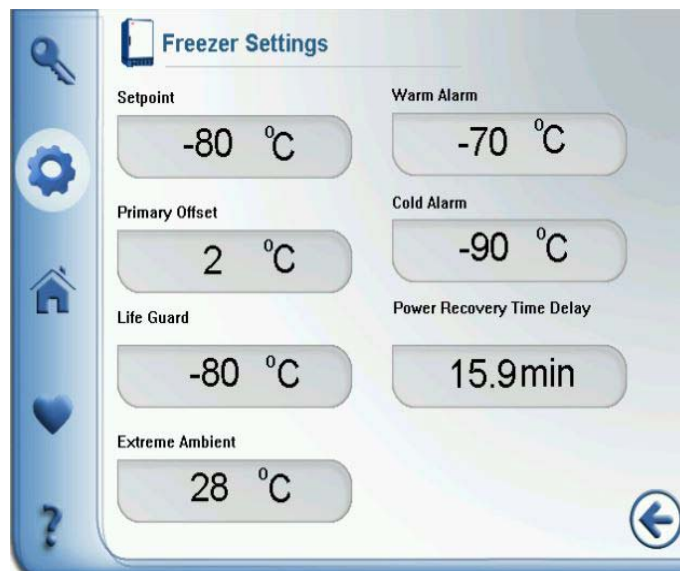 Freezer Settings
Setpoint
-80 °C
Primary Offset
2 °C
Life Guard
-80 °C
Extreme Ambient
28 °C
Warm Alarm
-70 °C
Cold Alarm
-90 °C
Power Recovery Time Delay
15.9min
?